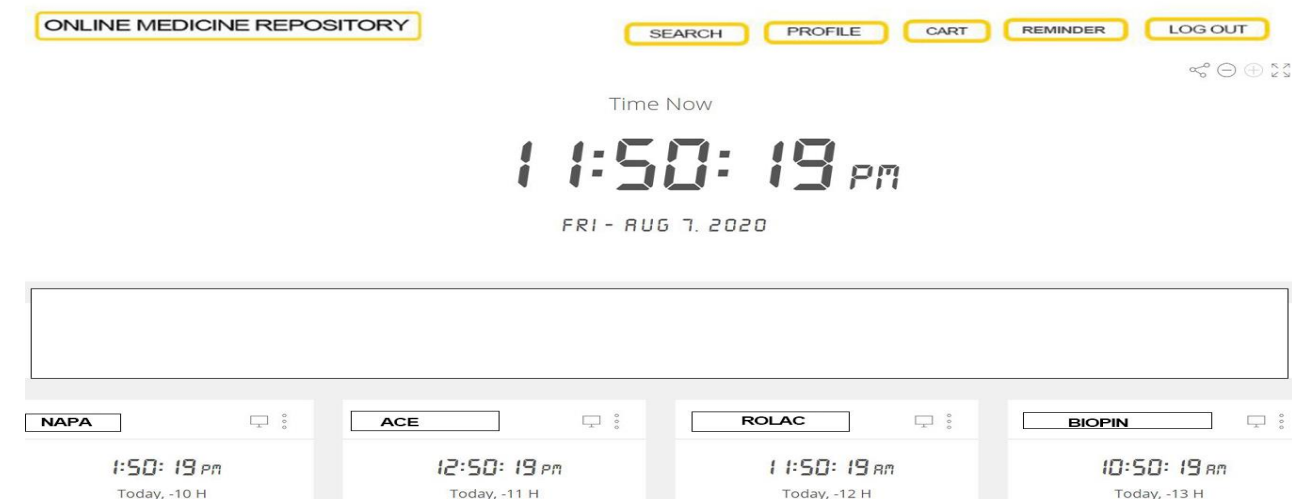 ONLINE MEDICINE REPOSITORY
SEARCH PROFILE CART REMINDER LOG OUT
Time Now
11:50:19 PM
FRI - AUG 7. 2020
NAPA ACE ROLAC BIOPIN
1:50:19 PM 12:50:19 PM 11:50:19 AM 10:50:19 AM
Today, -10 H Today, -11 H Today, -12 H Today, -13 H